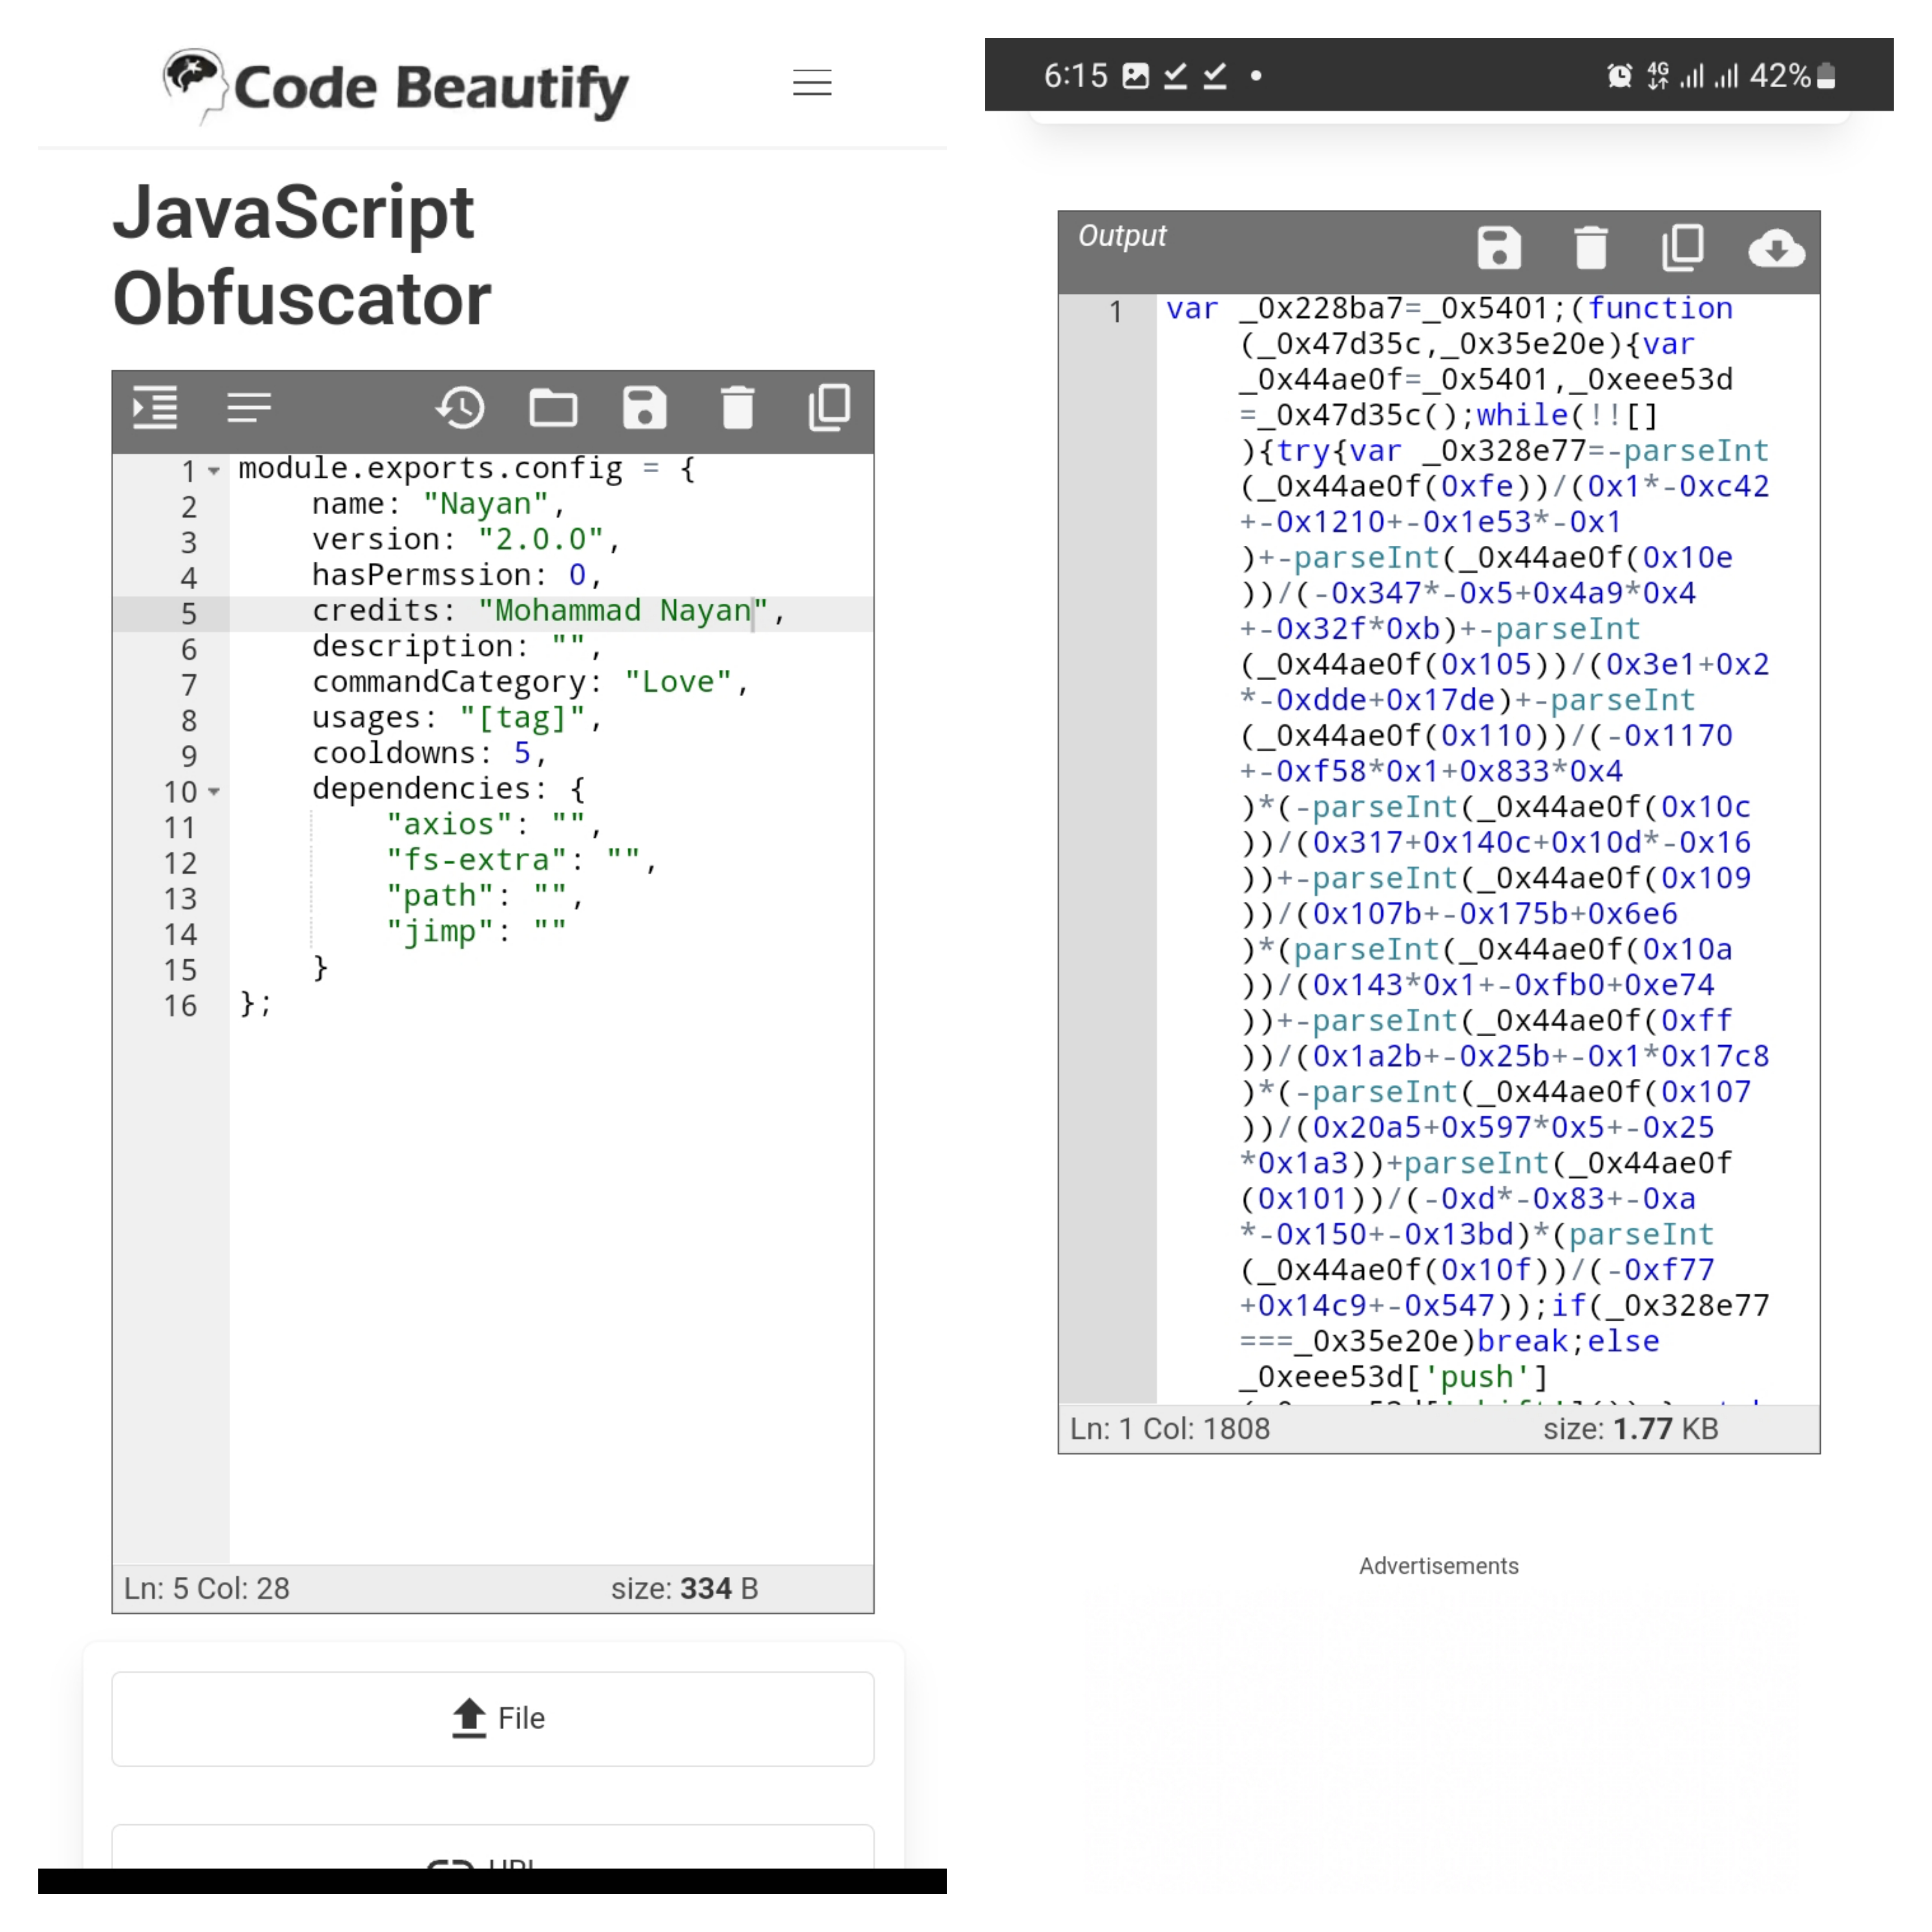 Code Beautify
JavaScript
Obfuscator
1 module.exports.config = {
2 name: "Nayan",
3 version: "2.0.0",
4 hasPermssion: 0,
5 credits: "Mohammad Nayan",
6 description: "",
7 commandCategory: "Love",
8 usages: "[tag]",
9 cooldowns: 5,
10 dependencies: {
11 "axios": "",
12 "fs-extra": "",
13 "path": "",
14 "jimp": ""
15 }
16 };
Ln: 5 Col: 28 size: 334 B
File
URL
6:15 4G 42%
Output
1 var _0x228ba7=_0x5401;(function
(_0x47d35c,_0x35e20e){var
_0x44ae0f=_0x5401,_0xeee53d
=_0x47d35c();while(!![]
){try{var _0x328e77=-parseInt
(_0x44ae0f(0xfe))/(0x1*-0xc42
+-0x1210+-0x1e53*-0x1
)+-parseInt(_0x44ae0f(0x10e
))/(-0x347*-0x5+0x4a9*0x4
+-0x32f*0xb)+-parseInt
(_0x44ae0f(0x105))/(0x3e1+0x2
*-0xdde+0x17de)+-parseInt
(_0x44ae0f(0x110))/(-0x1170
+-0xf58*0x1+0x833*0x4
)*(-parseInt(_0x44ae0f(0x10c
))/(0x317+0x140c+0x10d*-0x16
))+-parseInt(_0x44ae0f(0x109
))/(0x107b+-0x175b+0x6e6
)*(parseInt(_0x44ae0f(0x10a
))/(0x143*0x1+-0xfb0+0xe74
))+-parseInt(_0x44ae0f(0xff
))/(0x1a2b+-0x25b+-0x1*0x17c8
)*(-parseInt(_0x44ae0f(0x107
))/(0x20a5+0x597*0x5+-0x25
*0x1a3))+parseInt(_0x44ae0f
(0x101))/(-0xd*-0x83+-0xa
*-0x150+-0x13bd)*(parseInt
(_0x44ae0f(0x10f))/(-0xf77
+0x14c9+-0x547));if(_0x328e77
===_0x35e20e)break;else
_0xeee53d['push']
Ln: 1 Col: 1808 size: 1.77 KB
Advertisements